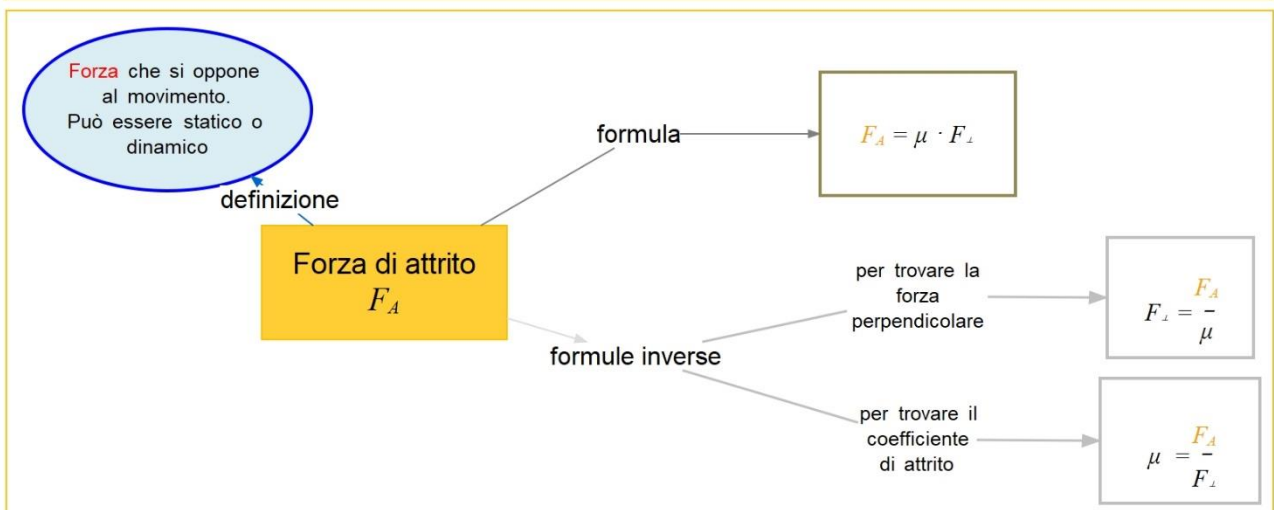 Forza che si oppone
al movimento.
Può essere statico o
dinamico
definizione
Forza di attrito
F_A
formula
F_A = μ · F_⊥
formule inverse
per trovare la
forza
perpendicolare
F_⊥ = F_A / μ
per trovare il
coefficiente
di attrito
μ = F_A / F_⊥